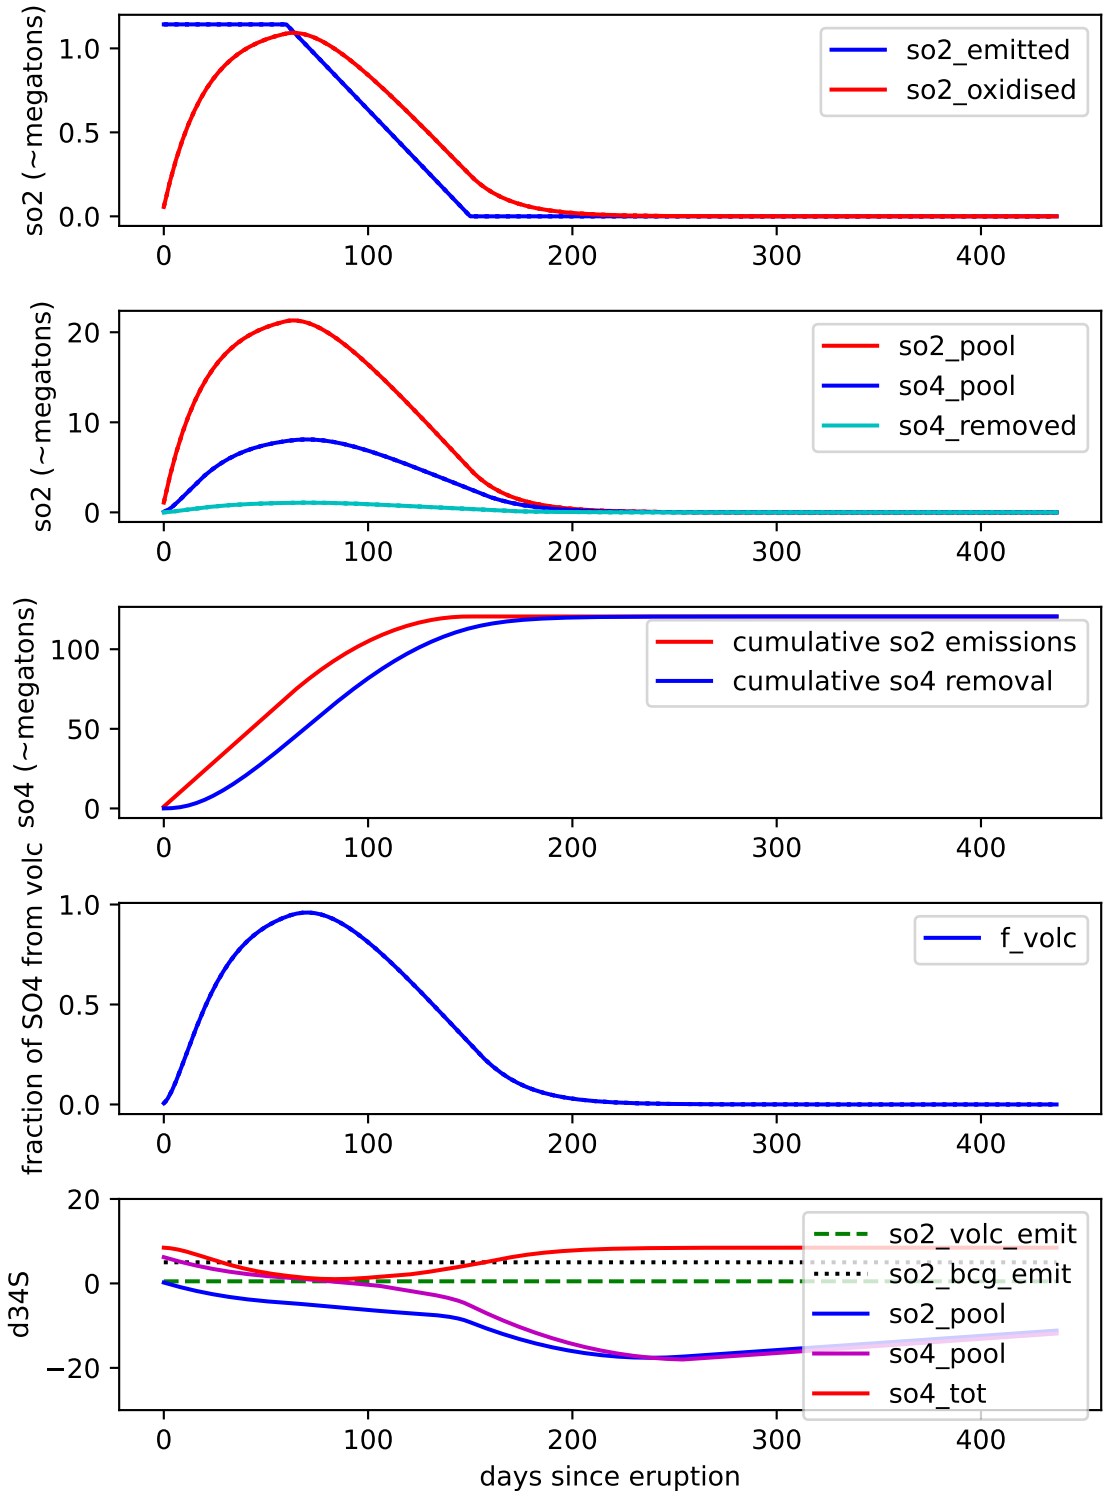 so2 (~megatons)
1.0
0.5
0.0
so2_emitted
so2_oxidised
0 100 200 300 400
so2 (~megatons)
20
10
0
so2_pool
so4_pool
so4_removed
0 100 200 300 400
so4 (~megatons)
100
50
0
cumulative so2 emissions
cumulative so4 removal
0 100 200 300 400
fraction of SO4 from volc
1.0
0.5
0.0
f_volc
0 100 200 300 400
d34S
20
0
−20
so2_volc_emit
so2_bcg_emit
so2_pool
so4_pool
so4_tot
0 100 200 300 400
days since eruption